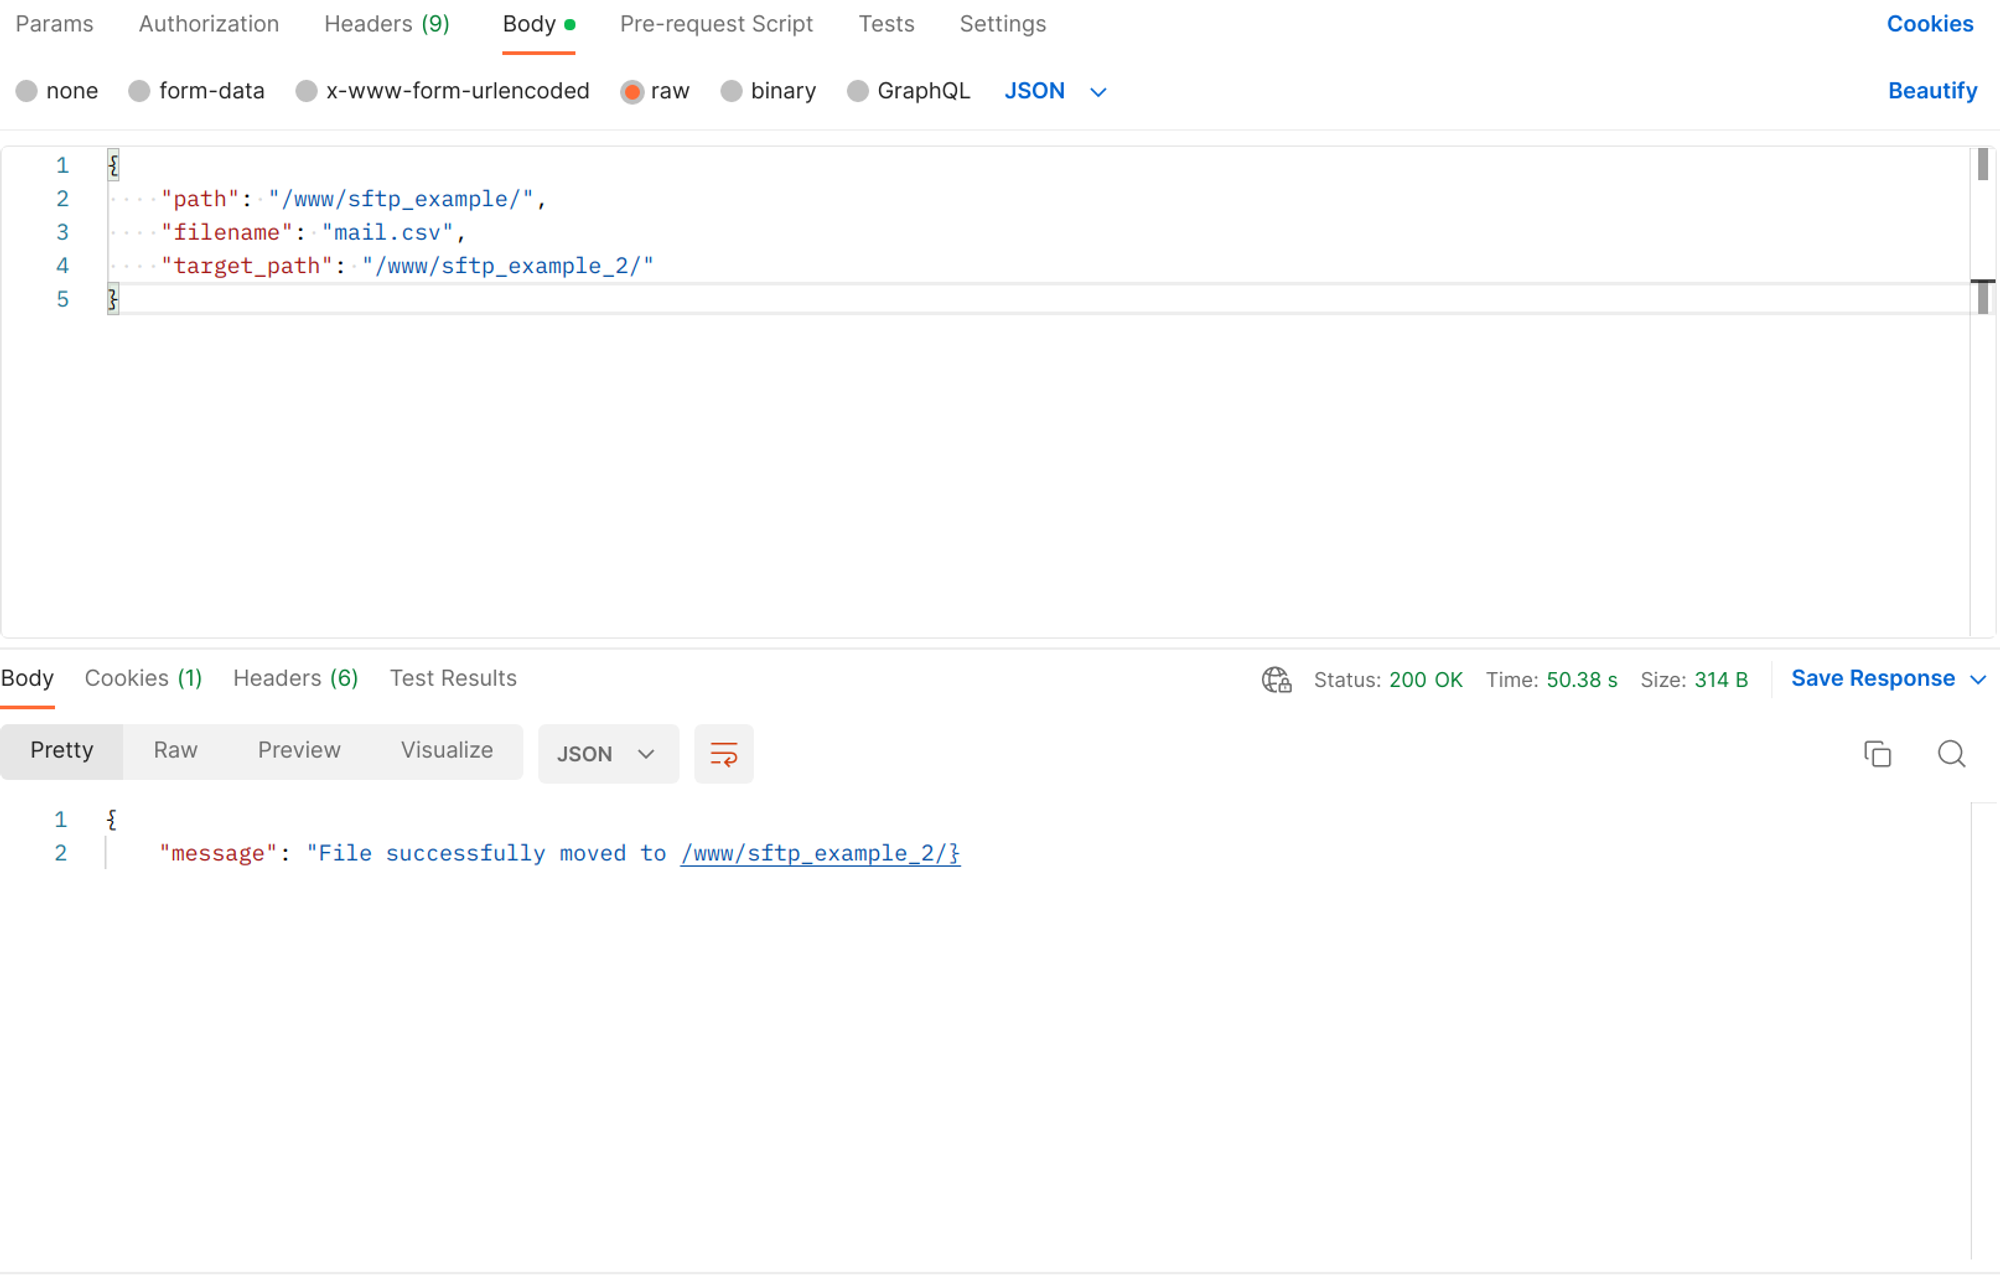 Params Authorization Headers (9) Body Pre-request Script Tests Settings Cookies
none form-data x-www-form-urlencoded raw binary GraphQL JSON Beautify
1 {
2 "path": "/www/sftp_example/",
3 "filename": "mail.csv",
4 "target_path": "/www/sftp_example_2/"
5 }
Body Cookies (1) Headers (6) Test Results Status: 200 OK Time: 50.38 s Size: 314 B Save Response
Pretty Raw Preview Visualize JSON
1 {
2 "message": "File successfully moved to /www/sftp_example_2/}